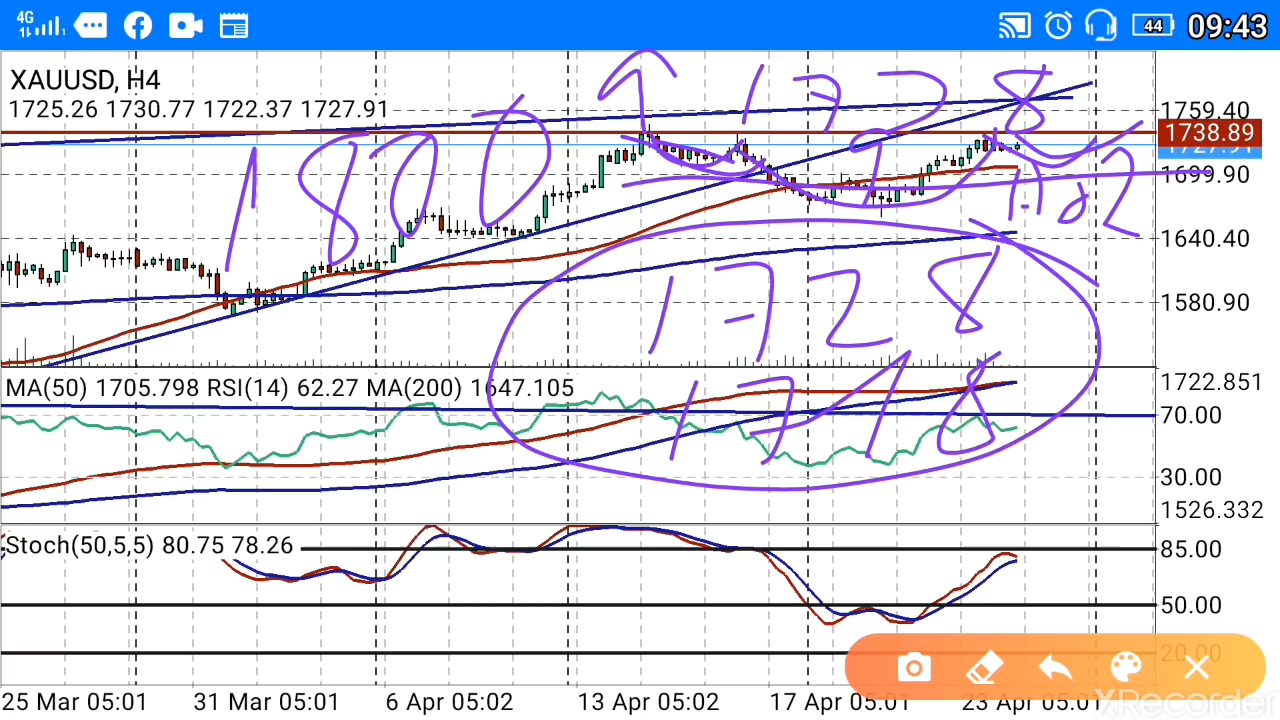 4G 44 09:43
XAUUSD, H4
1725.26 1730.77 1722.37 1727.91
1759.40
1738.89
1727.91
1699.90
1640.40
1580.90
1728
1800
1728
1718
MA(50) 1705.798 RSI(14) 62.27 MA(200) 1647.105
1722.851
70.00
30.00
1526.332
Stoch(50,5,5) 80.75 78.26
85.00
50.00
20.00
25 Mar 05:01 31 Mar 05:01 6 Apr 05:02 13 Apr 05:02 17 Apr 05:01 23 Apr 05:01
XRecorder